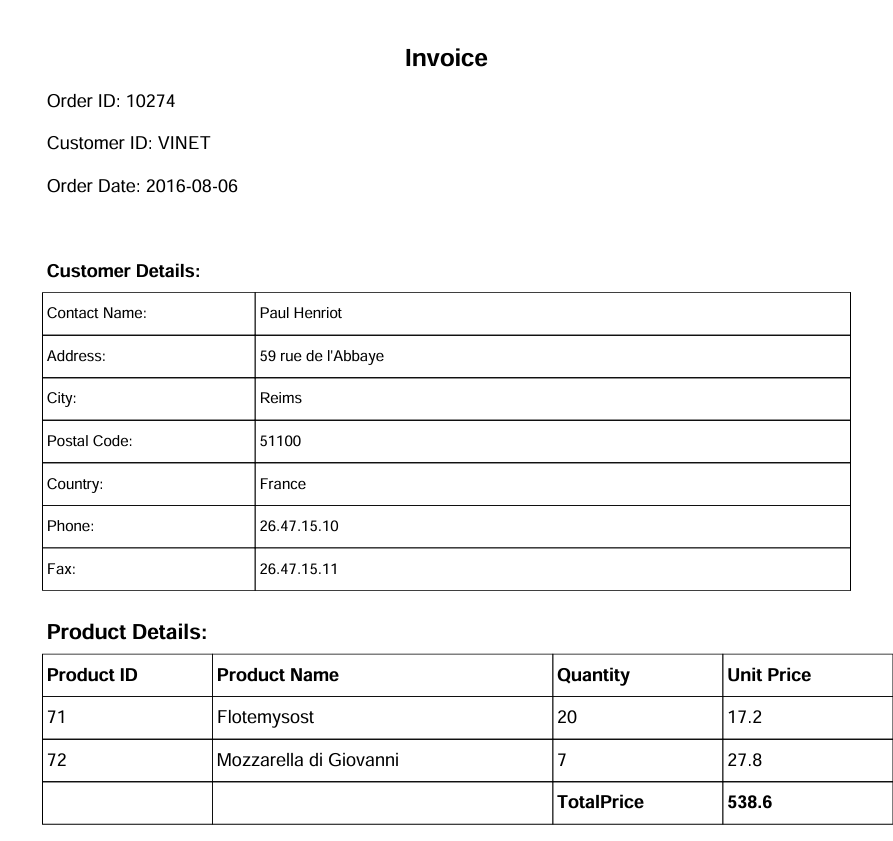 Invoice
Order ID: 10274
Customer ID: VINET
Order Date: 2016-08-06
Customer Details:
Contact Name: Paul Henriot
Address: 59 rue de l'Abbaye
City: Reims
Postal Code: 51100
Country: France
Phone: 26.47.15.10
Fax: 26.47.15.11
Product Details:
Product ID Product Name Quantity Unit Price
71 Flotemysost 20 17.2
72 Mozzarella di Giovanni 7 27.8
TotalPrice 538.6